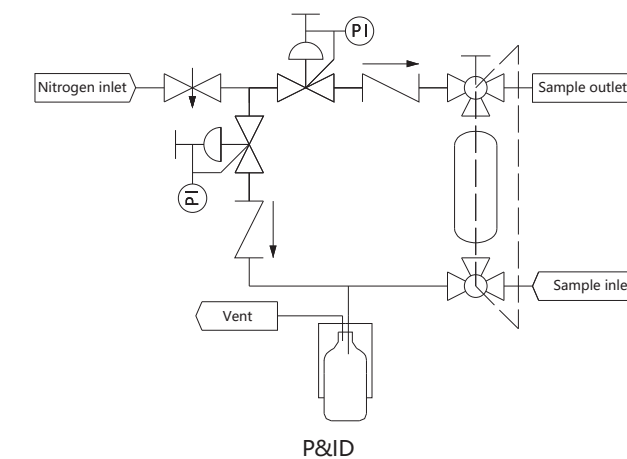 PI
Nitrogen inlet
Sample outlet
PI
Sample inle
Vent
P&ID